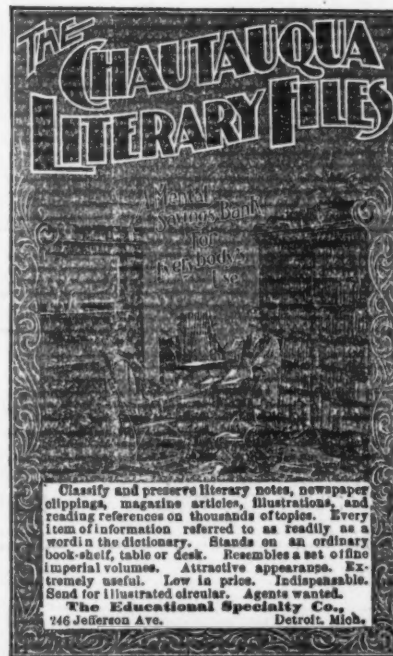 THE
CHAUTAUQUA
LITERARY FILES
A Mental
Savings Bank
for
Everybody's
Use
Classify and preserve literary notes, newspaper
clippings, magazine articles, illustrations, and
reading references on thousands of topics. Every
item of information referred to as readily as a
word in the dictionary. Stands on an ordinary
book-shelf, table or desk. Resembles a set of fine
imperial volumes. Attractive appearance. Ex-
tremely useful. Low in price. Indispensable.
Send for illustrated circular. Agents wanted.
The Educational Specialty Co.,
746 Jefferson Ave. Detroit, Mich.